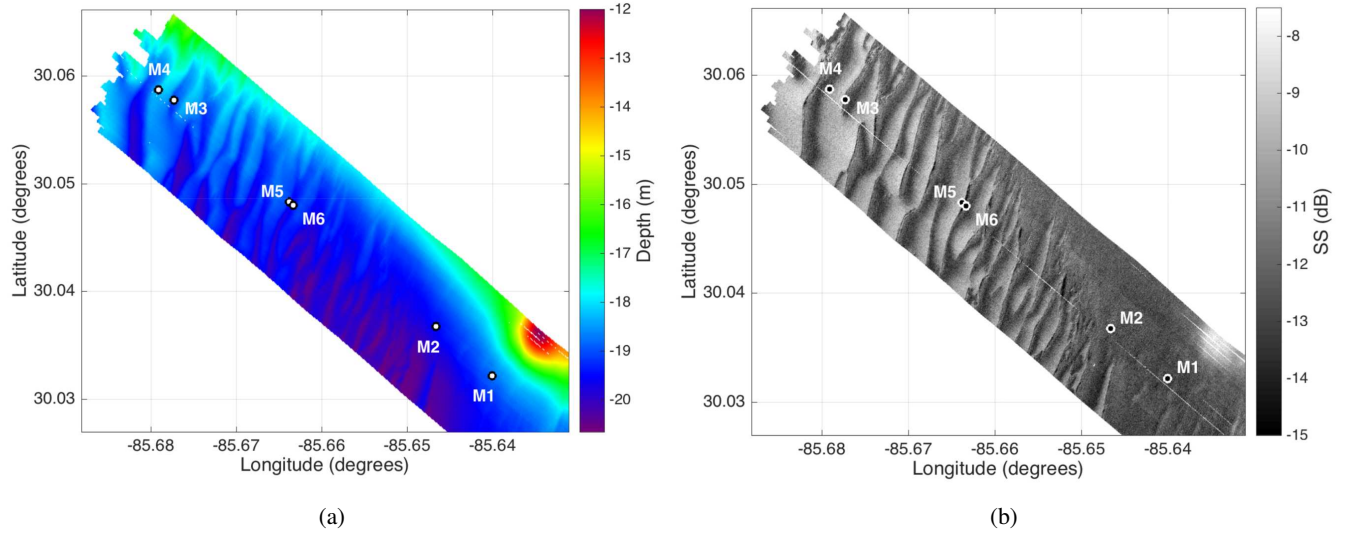 30.06
30.05
30.04
30.03
Latitude (degrees)
-85.68
-85.67
-85.66
-85.65
-85.64
Longitude (degrees)
M4
M3
M5
M6
M2
M1
-12
-13
-14
-15
-16
-17
-18
-19
-20
Depth (m)
(a)
30.06
30.05
30.04
30.03
Latitude (degrees)
-85.68
-85.67
-85.66
-85.65
-85.64
Longitude (degrees)
M4
M3
M5
M6
M2
M1
-8
-9
-10
-11
-12
-13
-14
-15
SS (dB)
(b)